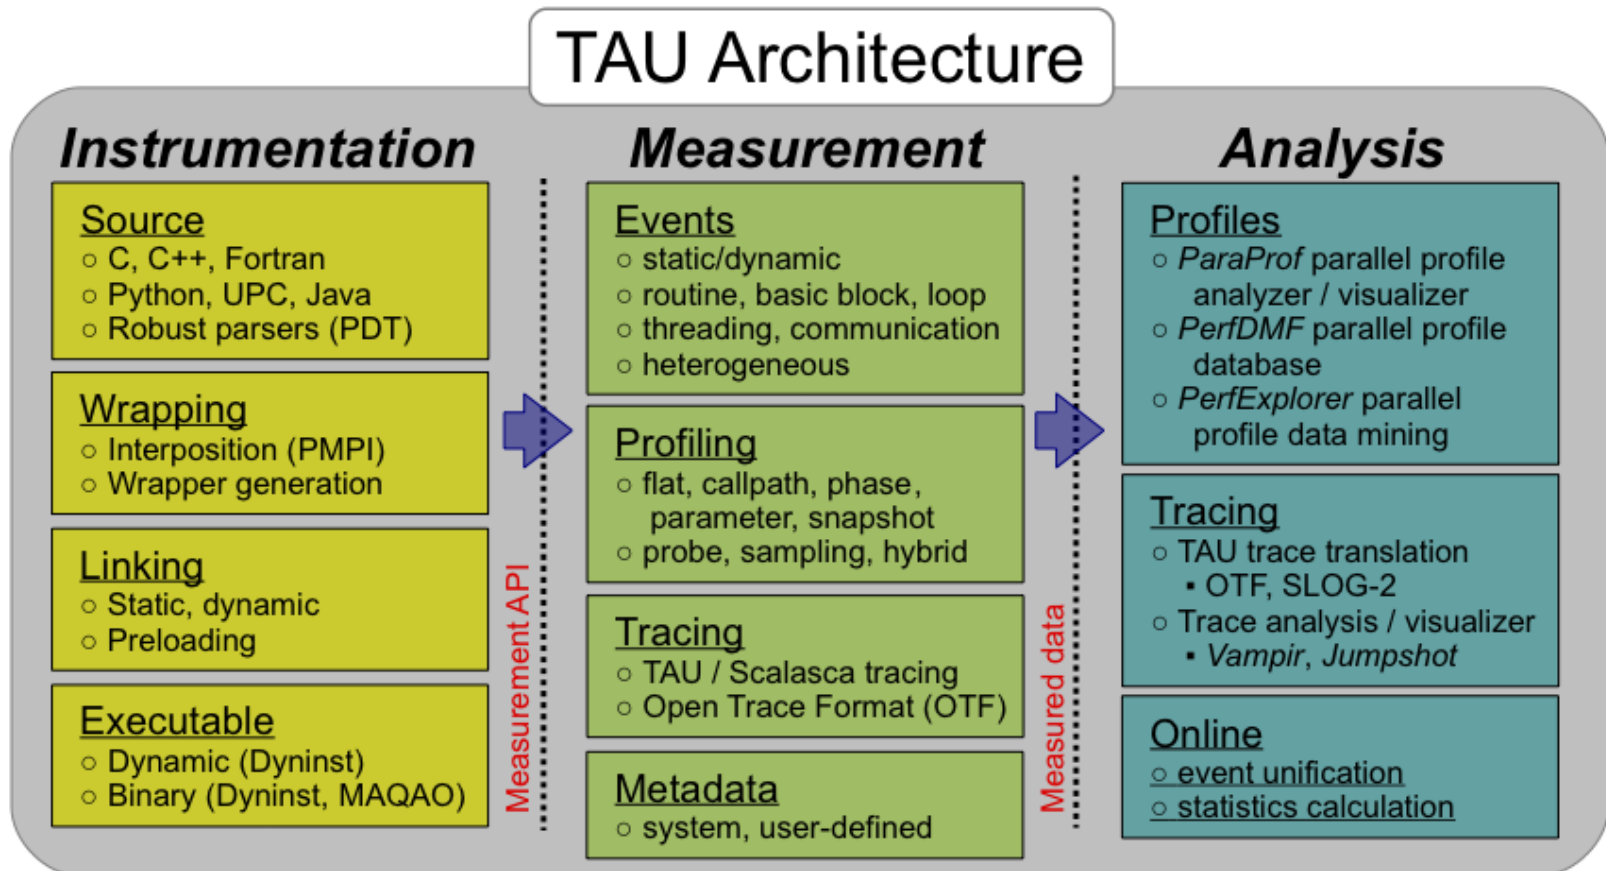 TAU Architecture
Instrumentation
Source
○ C, C++, Fortran
○ Python, UPC, Java
○ Robust parsers (PDT)
Wrapping
○ Interposition (PMPI)
○ Wrapper generation
Linking
○ Static, dynamic
○ Preloading
Executable
○ Dynamic (Dyninst)
○ Binary (Dyninst, MAQAO)
Measurement API
Measurement
Events
○ static/dynamic
○ routine, basic block, loop
○ threading, communication
○ heterogeneous
Profiling
○ flat, callpath, phase,
parameter, snapshot
○ probe, sampling, hybrid
Tracing
○ TAU / Scalasca tracing
○ Open Trace Format (OTF)
Metadata
○ system, user-defined
Measured data
Analysis
Profiles
○ ParaProf parallel profile
analyzer / visualizer
○ PerfDMF parallel profile
database
○ PerfExplorer parallel
profile data mining
Tracing
○ TAU trace translation
▪ OTF, SLOG-2
○ Trace analysis / visualizer
▪ Vampir, Jumpshot
Online
○ event unification
○ statistics calculation